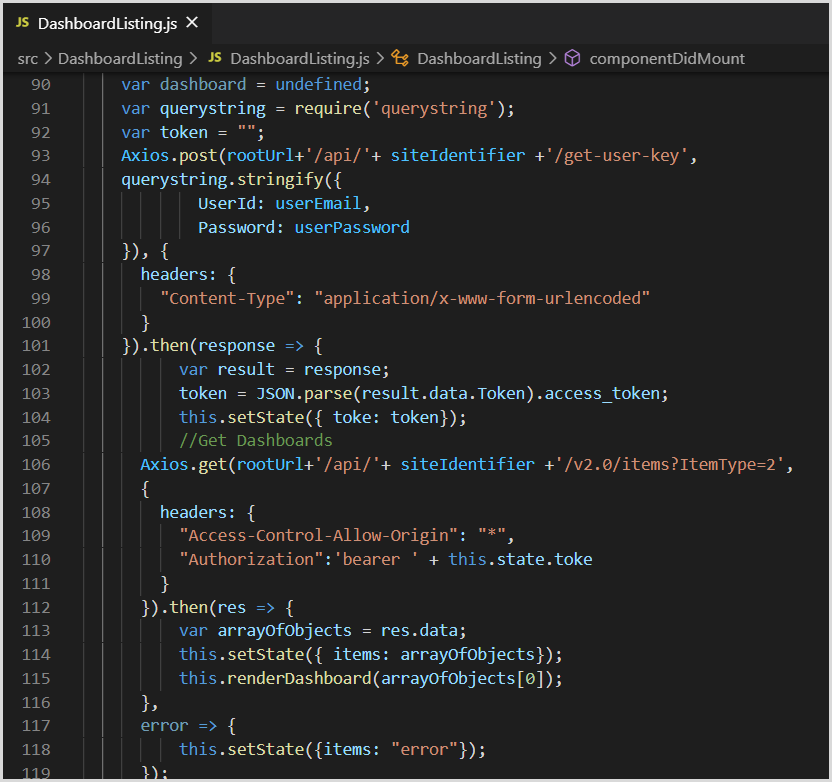 JS DashboardListing.js ×
src > DashboardListing > JS DashboardListing.js > DashboardListing > componentDidMount
90 var dashboard = undefined;
91 var querystring = require('querystring');
92 var token = "";
93 Axios.post(rootUrl+'/api/'+ siteIdentifier +'/get-user-key',
94 querystring.stringify({
95 UserId: userEmail,
96 Password: userPassword
97 }), {
98 headers: {
99 "Content-Type": "application/x-www-form-urlencoded"
100 }
101 }).then(response => {
102 var result = response;
103 token = JSON.parse(result.data.Token).access_token;
104 this.setState({ toke: token});
105 //Get Dashboards
106 Axios.get(rootUrl+'/api/'+ siteIdentifier +'/v2.0/items?ItemType=2',
107 {
108 headers: {
109 "Access-Control-Allow-Origin": "*",
110 "Authorization":'bearer ' + this.state.toke
111 }
112 }).then(res => {
113 var arrayOfObjects = res.data;
114 this.setState({ items: arrayOfObjects});
115 this.renderDashboard(arrayOfObjects[0]);
116 },
117 error => {
118 this.setState({items: "error"});
119 });